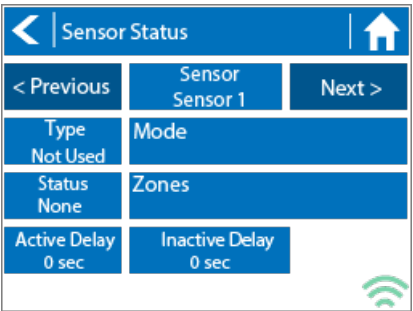 Sensor Status
< Previous
Sensor
Sensor 1
Next >
Type
Not Used
Mode
Status
None
Zones
Active Delay
0 sec
Inactive Delay
0 sec